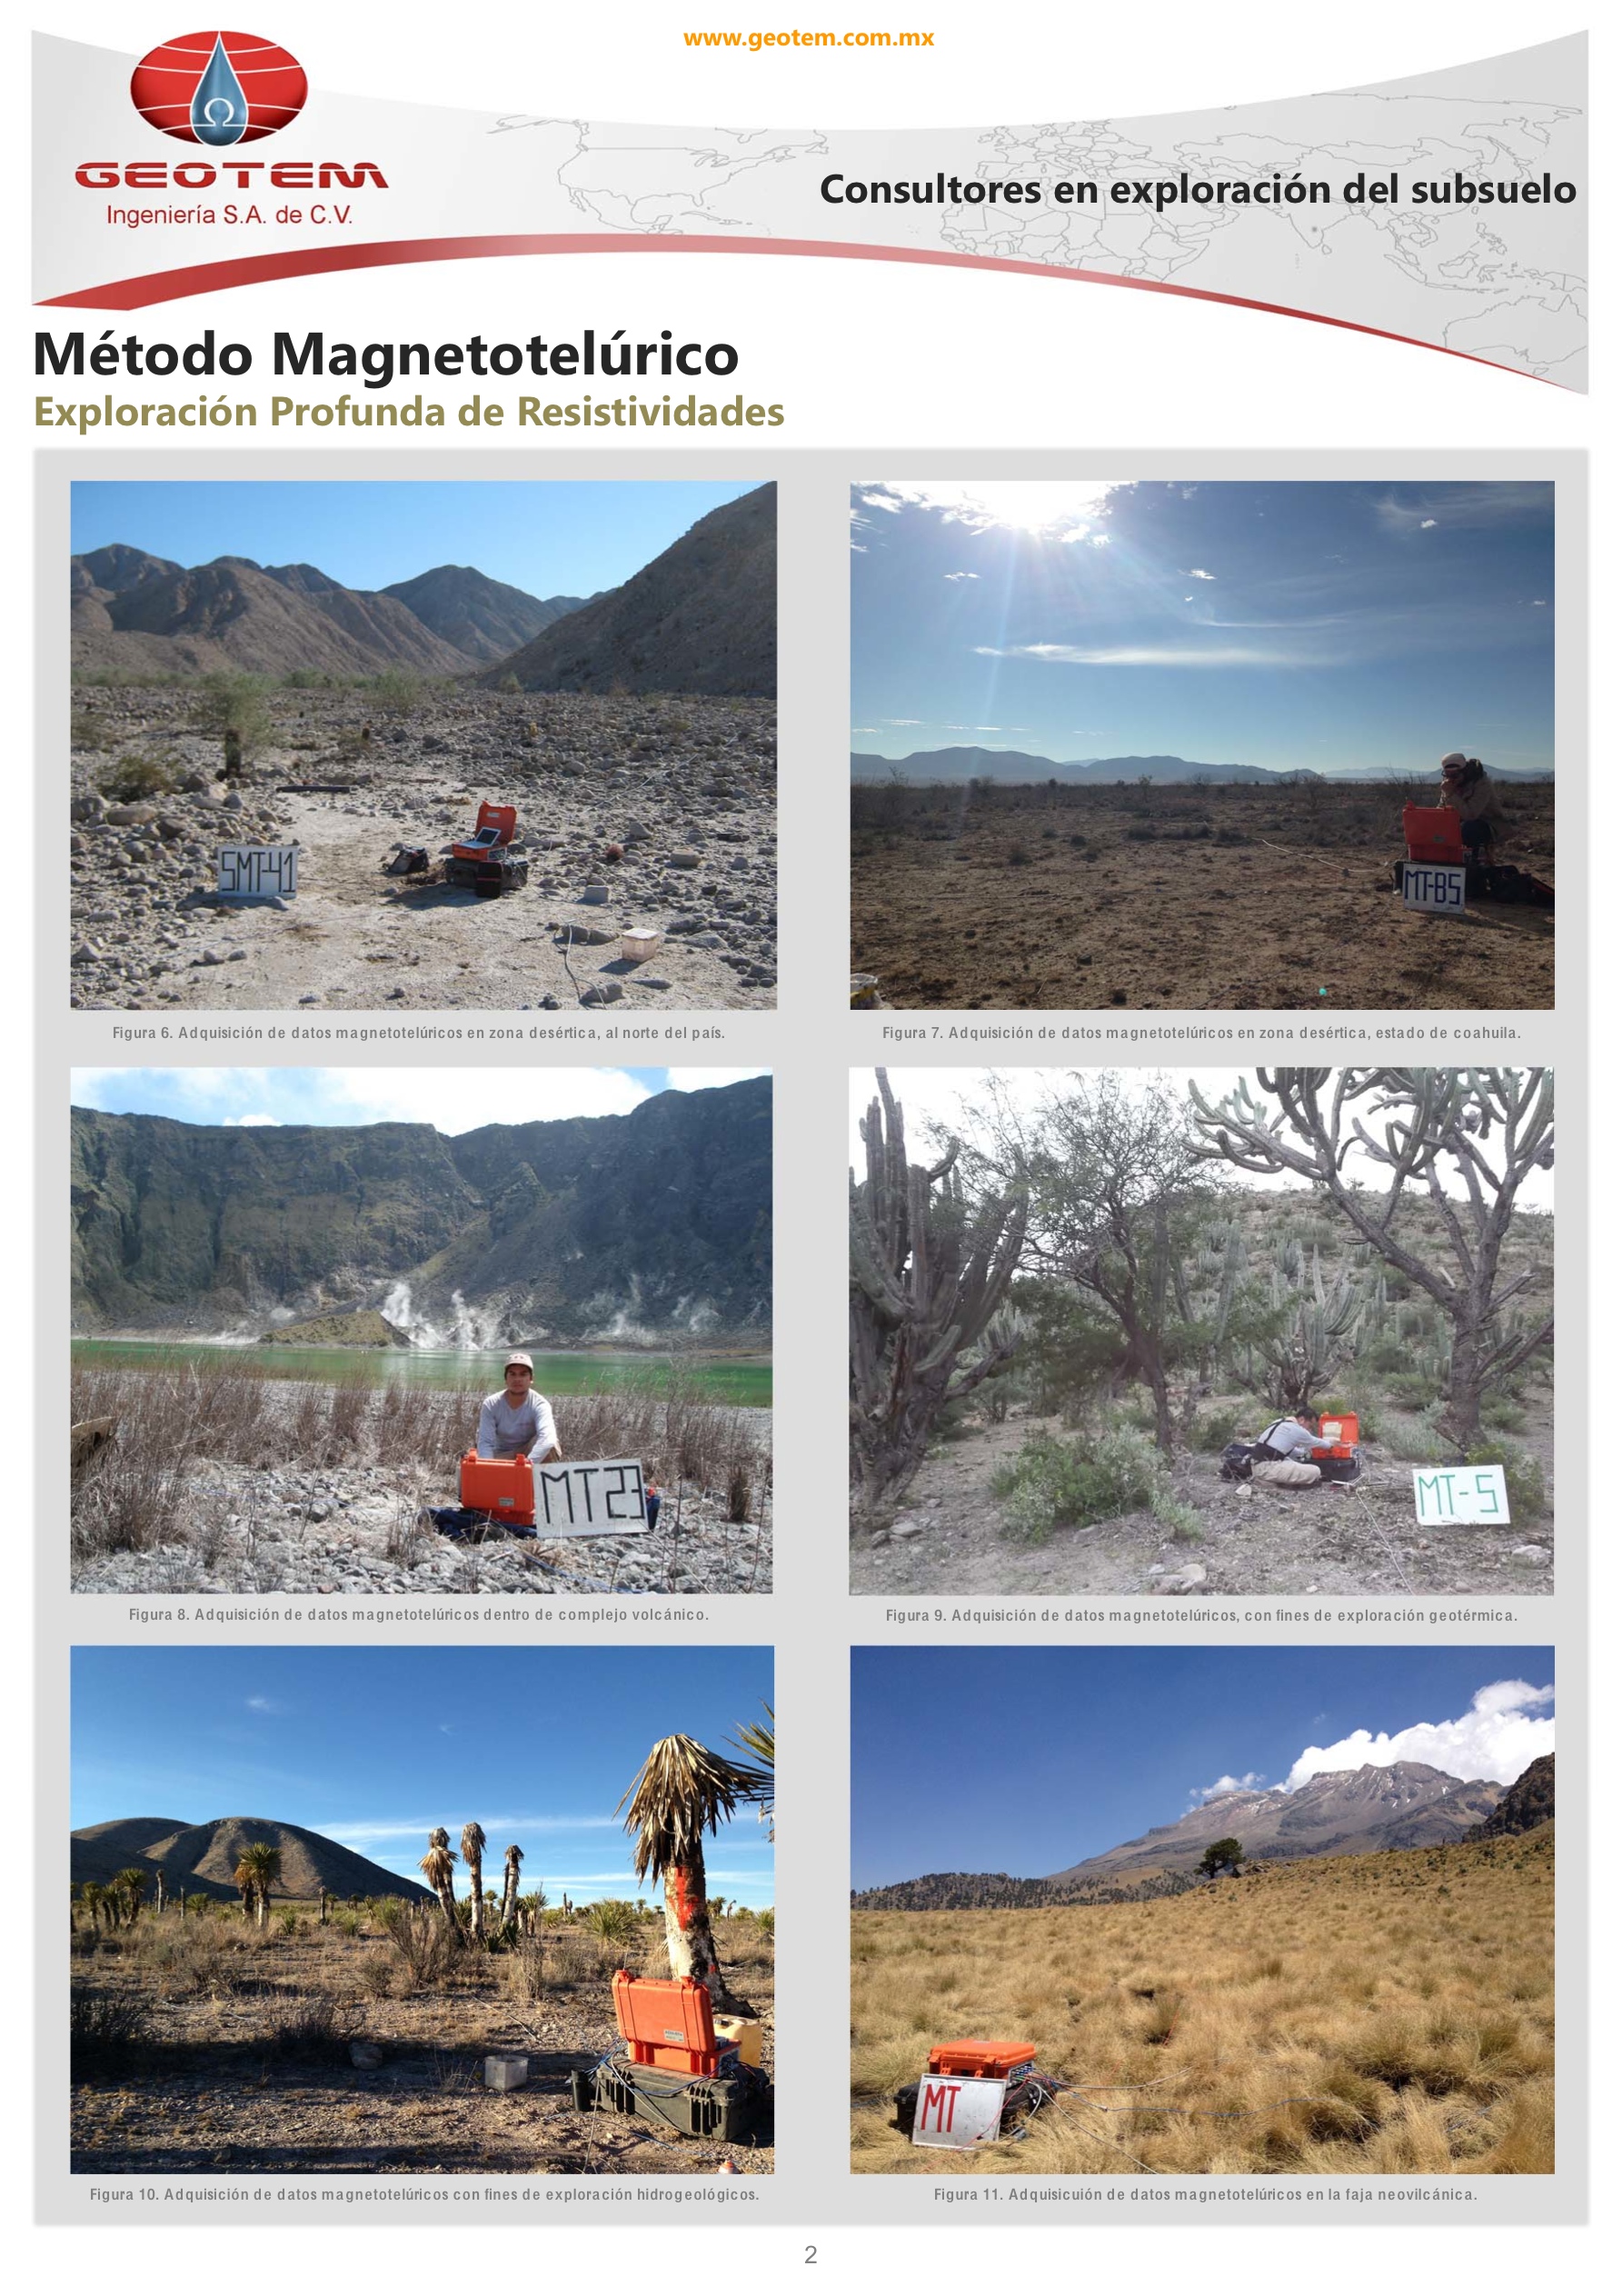 www.geotem.com.mx
GEOTEM
Ingeniería S.A. de C.V.
Consultores en exploración del subsuelo
Método Magnetotelúrico
Exploración Profunda de Resistividades
SMT-41
MT-B5
Figura 6. Adquisición de datos magnetotelúricos en zona desértica, al norte del país.
Figura 7. Adquisición de datos magnetotelúricos en zona desértica, estado de coahuila.
MT23
MT-5
Figura 8. Adquisición de datos magnetotelúricos dentro de complejo volcánico.
Figura 9. Adquisición de datos magnetotelúricos, con fines de exploración geotérmica.
MT
Figura 10. Adquisición de datos magnetotelúricos con fines de exploración hidrogeológicos.
Figura 11. Adquisicuión de datos magnetotelúricos en la faja neovilcánica.
2